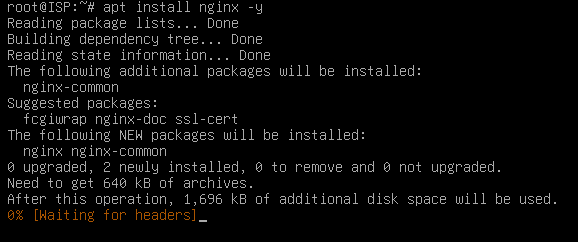 root@ISP:~# apt install nginx -y
Reading package lists... Done
Building dependency tree... Done
Reading state information... Done
The following additional packages will be installed:
  nginx-common
Suggested packages:
  fcgiwrap nginx-doc ssl-cert
The following NEW packages will be installed:
  nginx nginx-common
0 upgraded, 2 newly installed, 0 to remove and 0 not upgraded.
Need to get 640 kB of archives.
After this operation, 1,696 kB of additional disk space will be used.
0% [Waiting for headers]